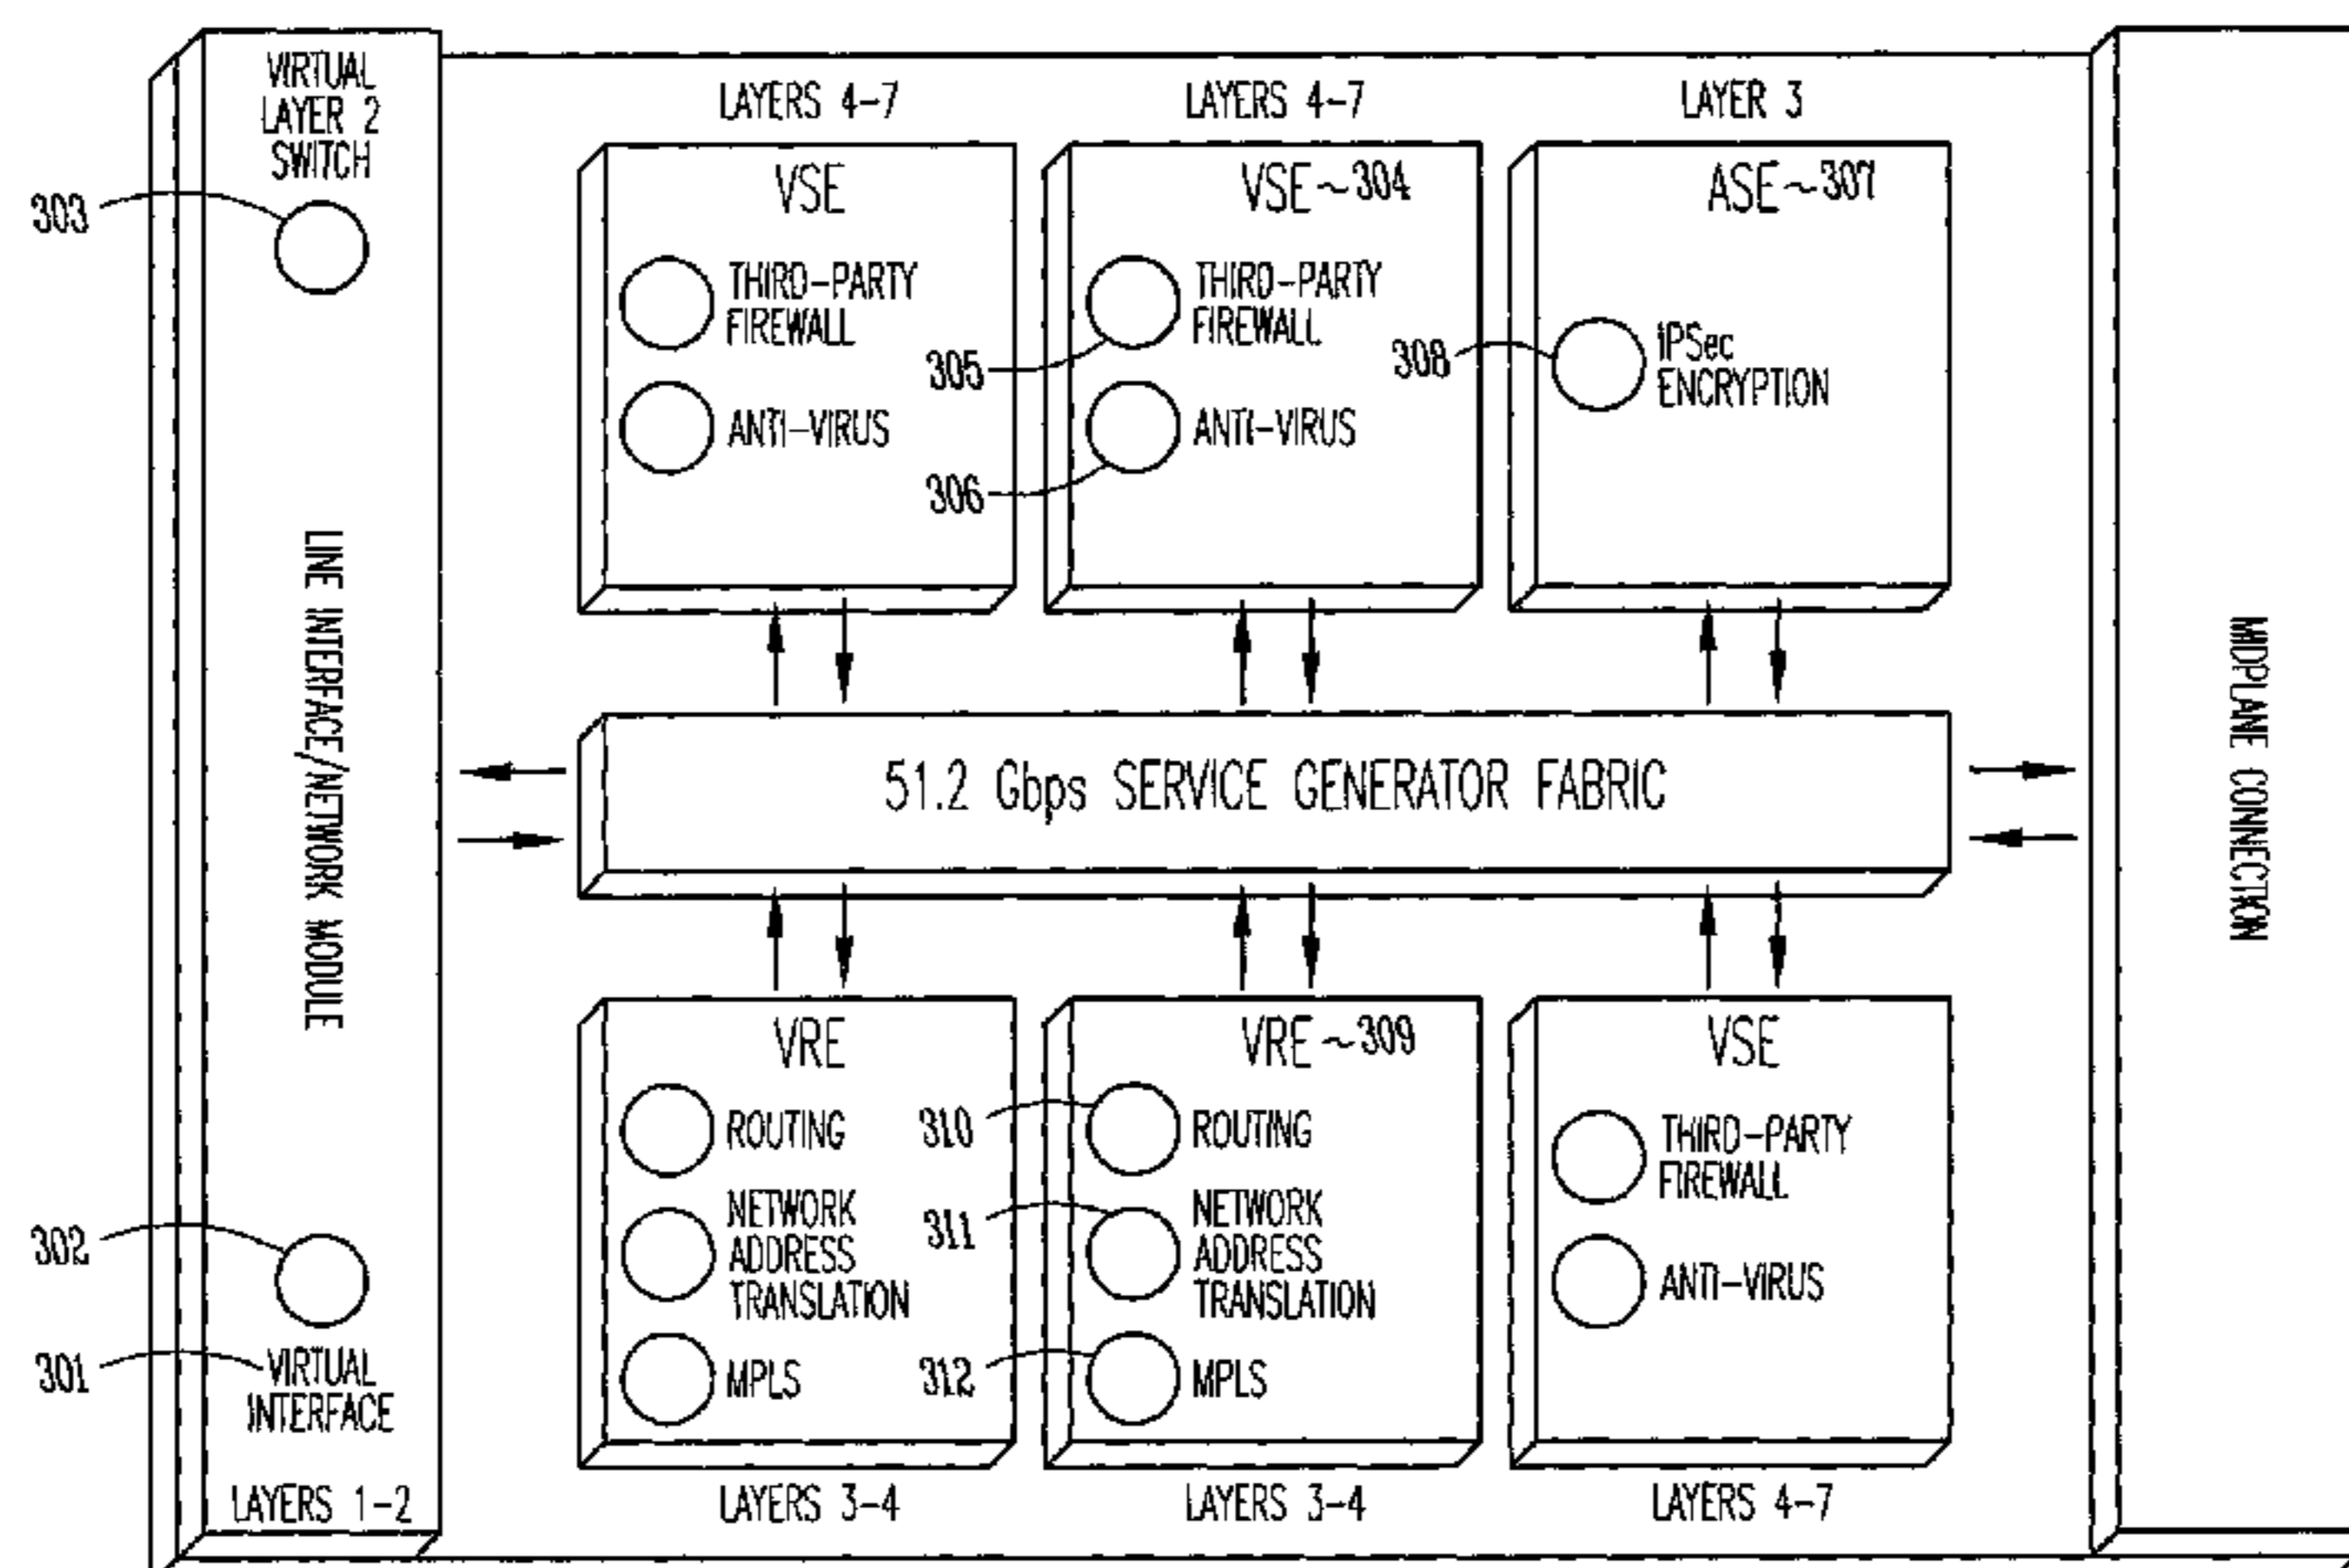 VIRTUAL
LAYER 2
SWITCH
303
LINE INTERFACE/NETWORK MODULE
302
301
VIRTUAL
INTERFACE
LAYERS 1-2
LAYERS 4-7
VSE
THIRD-PARTY
FIREWALL
ANTI-VIRUS
LAYERS 4-7
VSE~304
THIRD-PARTY
FIREWALL
305
ANTI-VIRUS
306
LAYER 3
ASE~307
308
IPSec
ENCRYPTION
51.2 Gbps SERVICE GENERATOR FABRIC
VRE
ROUTING
NETWORK
ADDRESS
TRANSLATION
MPLS
LAYERS 3-4
VRE~309
310
ROUTING
311
NETWORK
ADDRESS
TRANSLATION
312
MPLS
LAYERS 3-4
VSE
THIRD-PARTY
FIREWALL
ANTI-VIRUS
LAYERS 4-7
MIDPLANE CONNECTION